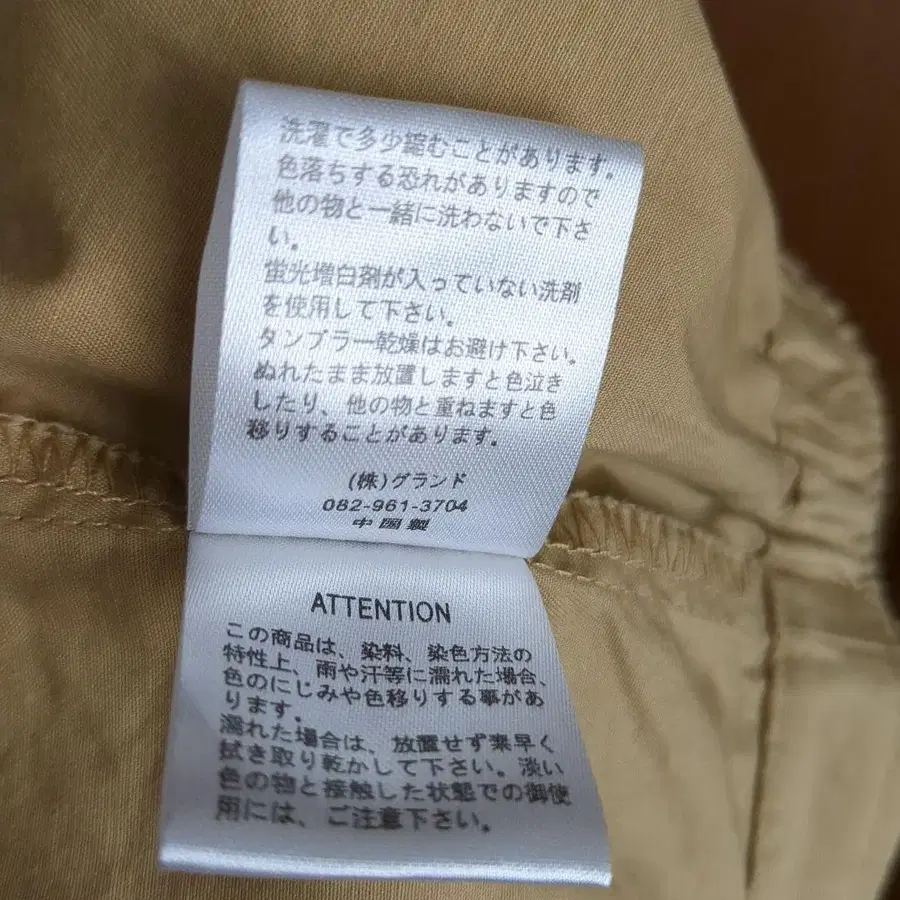 洗濯で多少縮むことがあります。
色落ちする恐れがありますので
他の物と一緒に洗わないで下さ
い。
蛍光増白剤が入っていない洗剤
を使用して下さい。
タンブラー乾燥はお避け下さい。
ぬれたまま放置しますと色泣き
したり、他の物と重ねますと色
移りすることがあります。
(株)グランド
082-961-3704
中国製
ATTENTION
この商品は、染料、染色方法の
特性上、雨や汗等に濡れた場合、
色のにじみや色移りする事があ
ります。
濡れた場合は、放置せず素早く
拭き取り乾かして下さい。淡い
色の物と接触した状態での御使
用には、ご注意下さい。